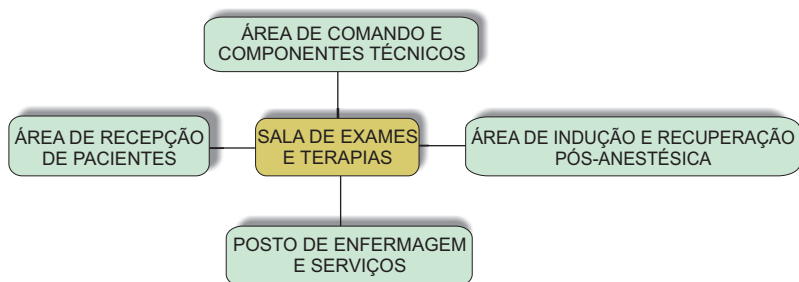 ÁREA DE COMANDO E
COMPONENTES TÉCNICOS
ÁREA DE RECEPÇÃO
DE PACIENTES
SALA DE EXAMES
E TERAPIAS
ÁREA DE INDUÇÃO E RECUPERAÇÃO
PÓS-ANESTÉSICA
POSTO DE ENFERMAGEM
E SERVIÇOS